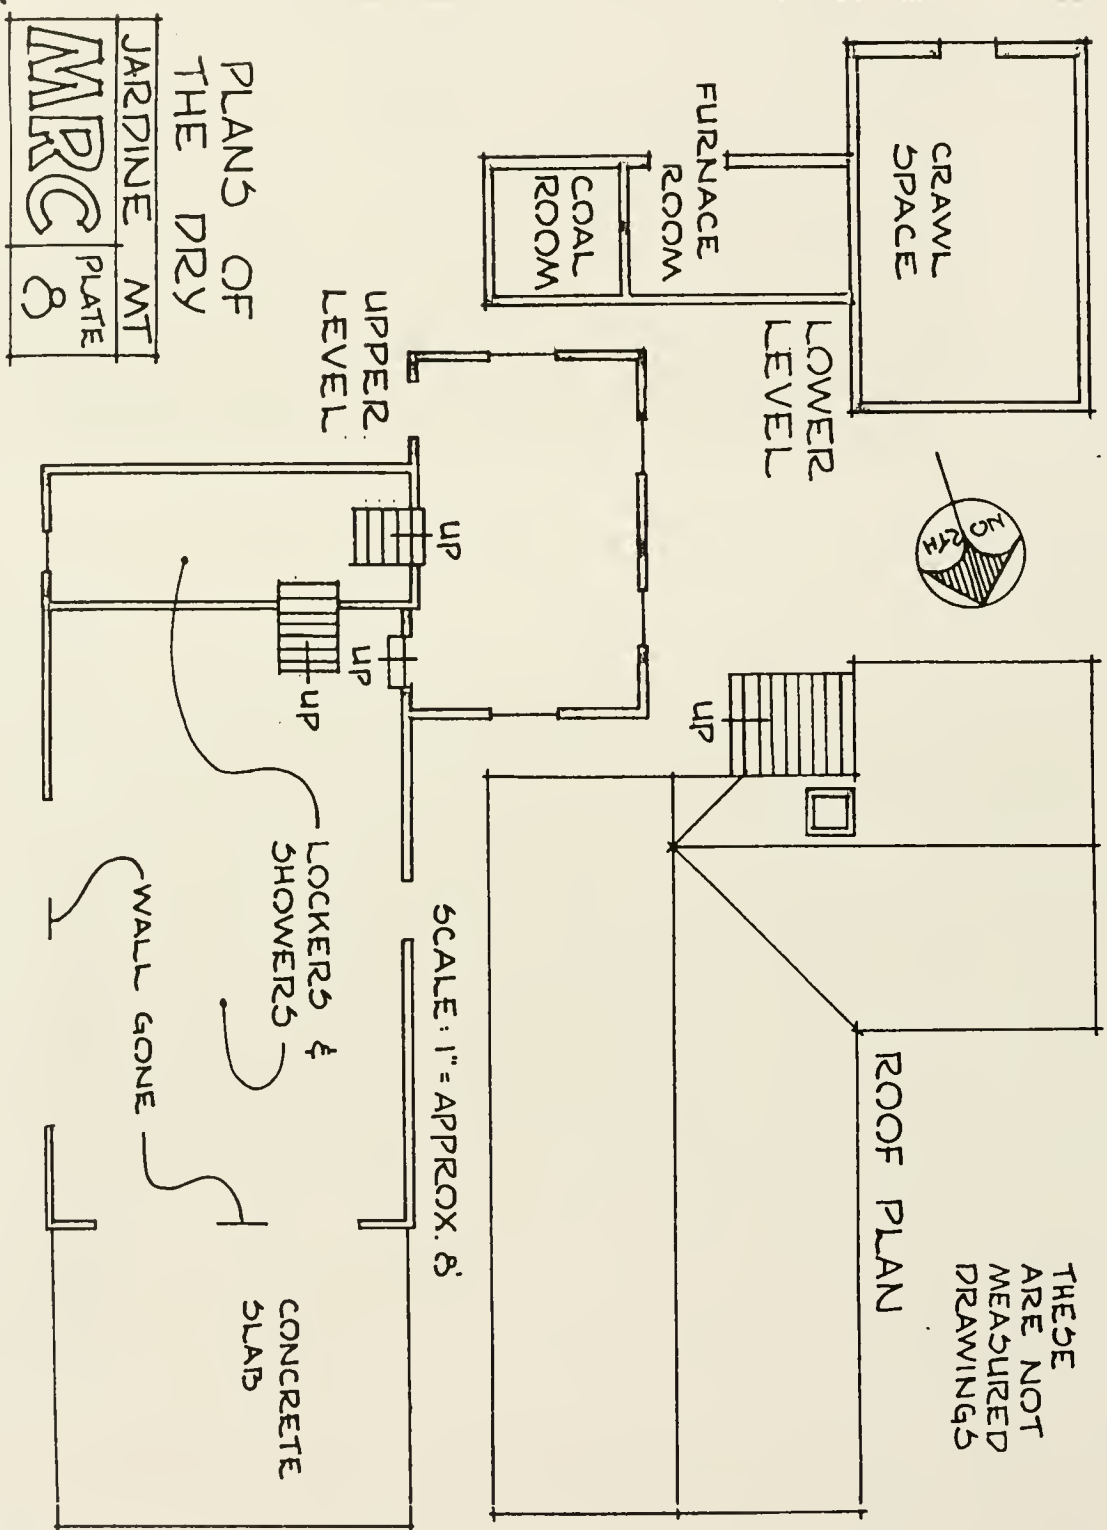 CRAWL
SPACE
FURNACE
ROOM
COAL
ROOM
LOWER
LEVEL
NO
RTH
UP
ROOF PLAN
THESE
ARE NOT
MEASURED
DRAWINGS
UPPER
LEVEL
UP
UP
UP
SCALE: 1" = APPROX. 8'
LOCKERS &
SHOWERS
WALL GONE
CONCRETE
SLAB
PLANS OF
THE DRY
JARDINE MT
MRC
PLATE
8